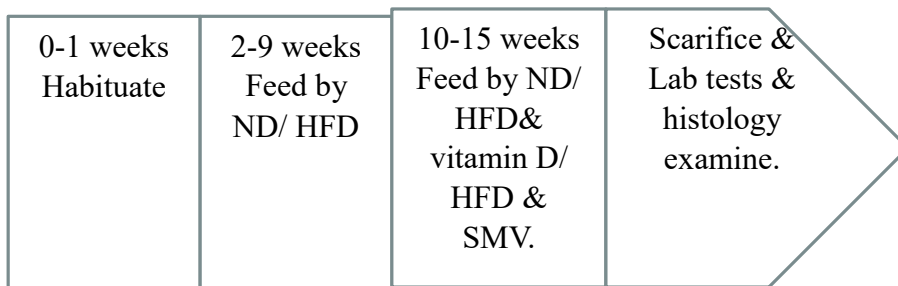 0-1 weeks
Habituate
2-9 weeks
Feed by
ND/ HFD
10-15 weeks
Feed by ND/
HFD&
vitamin D/
HFD &
SMV.
Scarifice &
Lab tests &
histology
examine.